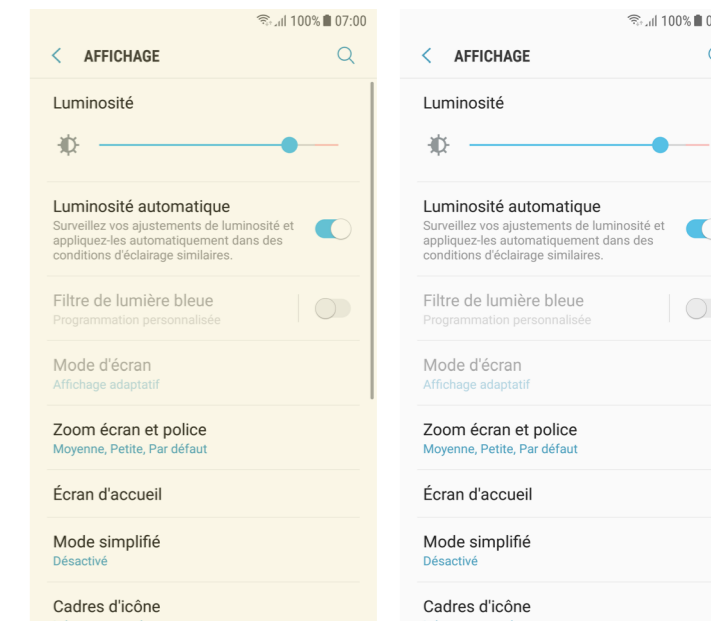 100% 07:00
AFFICHAGE
Luminosité
Luminosité automatique
Surveillez vos ajustements de luminosité et
appliquez-les automatiquement dans des
conditions d'éclairage similaires.
Filtre de lumière bleue
Programmation personnalisée
Mode d'écran
Affichage adaptatif
Zoom écran et police
Moyenne, Petite, Par défaut
Écran d'accueil
Mode simplifié
Désactivé
Cadres d'icône
100% 0
AFFICHAGE
Luminosité
Luminosité automatique
Surveillez vos ajustements de luminosité et
appliquez-les automatiquement dans des
conditions d'éclairage similaires.
Filtre de lumière bleue
Programmation personnalisée
Mode d'écran
Affichage adaptatif
Zoom écran et police
Moyenne, Petite, Par défaut
Écran d'accueil
Mode simplifié
Désactivé
Cadres d'icône